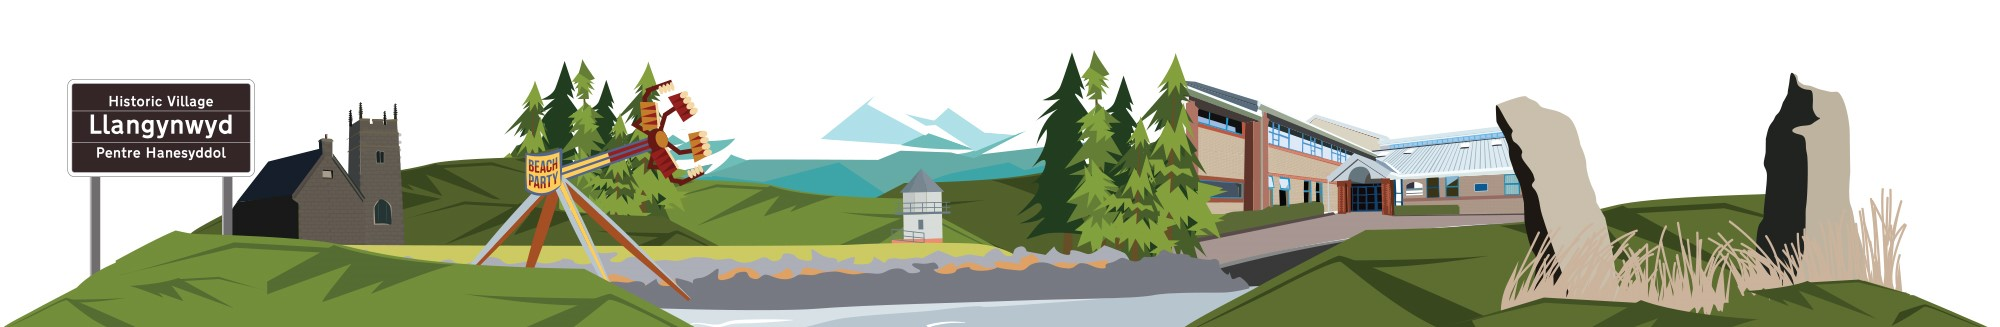 Historic Village
Llangynwyd
Pentre Hanesyddol
BEACH
PARTY